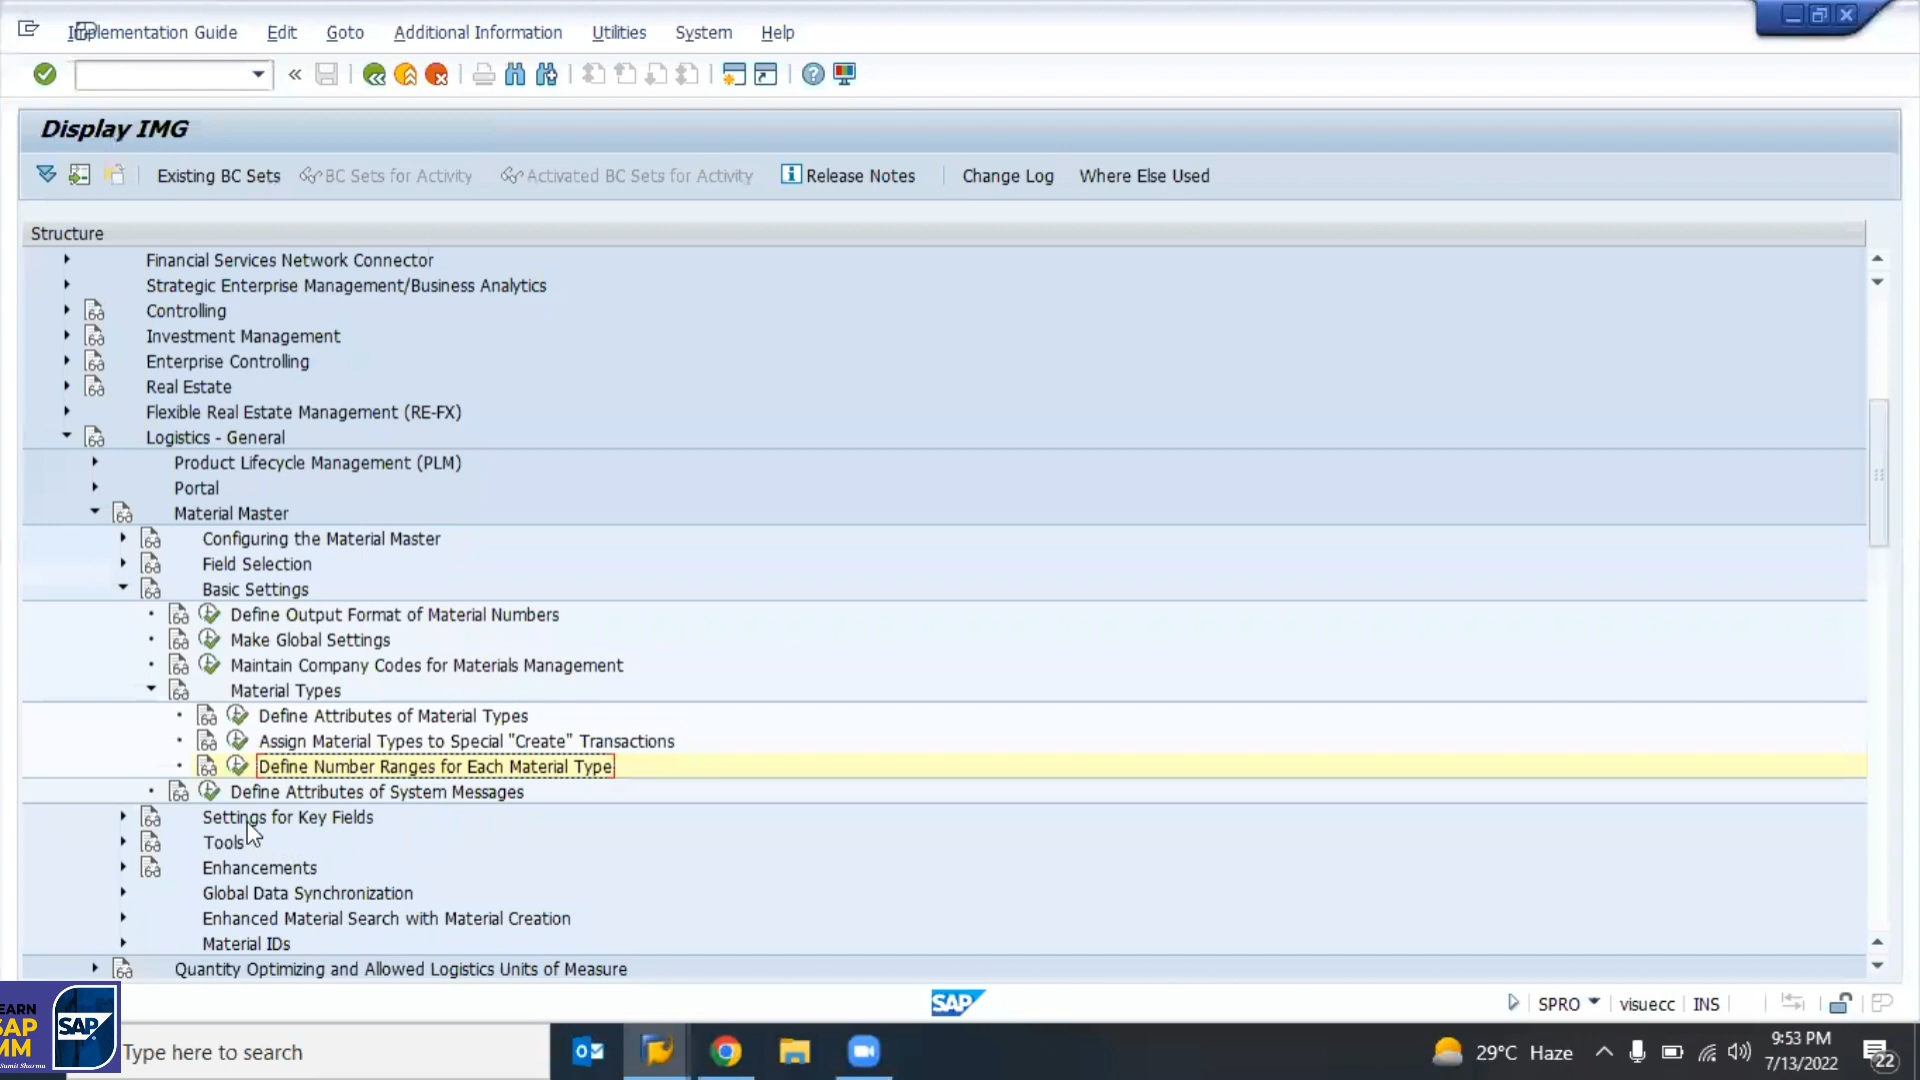 Implementation Guide Edit Goto Additional Information Utilities System Help
Display IMG
Existing BC Sets BC Sets for Activity Activated BC Sets for Activity Release Notes Change Log Where Else Used
Structure
Financial Services Network Connector
Strategic Enterprise Management/Business Analytics
Controlling
Investment Management
Enterprise Controlling
Real Estate
Flexible Real Estate Management (RE-FX)
Logistics - General
Product Lifecycle Management (PLM)
Portal
Material Master
Configuring the Material Master
Field Selection
Basic Settings
Define Output Format of Material Numbers
Make Global Settings
Maintain Company Codes for Materials Management
Material Types
Define Attributes of Material Types
Assign Material Types to Special "Create" Transactions
Define Number Ranges for Each Material Type
Define Attributes of System Messages
Settings for Key Fields
Tools
Enhancements
Global Data Synchronization
Enhanced Material Search with Material Creation
Material IDs
Quantity Optimizing and Allowed Logistics Units of Measure
SAP SPRO visuecc INS
EARN
SAP
MM
Sumit Sharma
SAP
Type here to search
29°C Haze
9:53 PM
7/13/2022
22